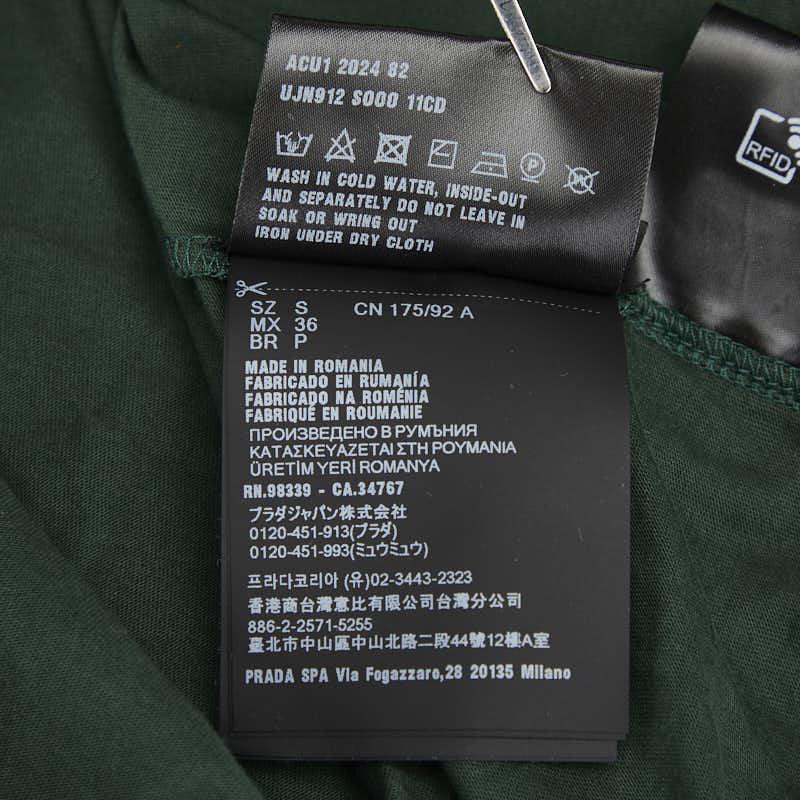 ACU1 2024 82
UJN912 S000 11CD
P
WASH IN COLD WATER, INSIDE-OUT
AND SEPARATELY DO NOT LEAVE IN
SOAK OR WRING OUT
IRON UNDER DRY CLOTH
RFID
SZ S CN 175/92 A
MX 36
BR P
MADE IN ROMANIA
FABRICADO EN RUMANÍA
FABRICADO NA ROMÉNIA
FABRIQUÉ EN ROUMANIE
ПРОИЗВЕДЕНО В РУМЪНИЯ
ΚΑΤΑΣΚΕΥΑΖΕΤΑΙ ΣΤΗ ΡΟΥΜΑΝΙΑ
ÜRETİM YERİ ROMANYA
RN.98339 - CA.34767
プラダジャパン株式会社
0120-451-913(プラダ)
0120-451-993(ミュウミュウ)
프라다코리아 (유)02-3443-2323
香港商台灣意比有限公司台灣分公司
886-2-2571-5255
臺北市中山區中山北路二段44號12樓A室
PRADA SPA Via Fogazzaro,28 20135 Milano